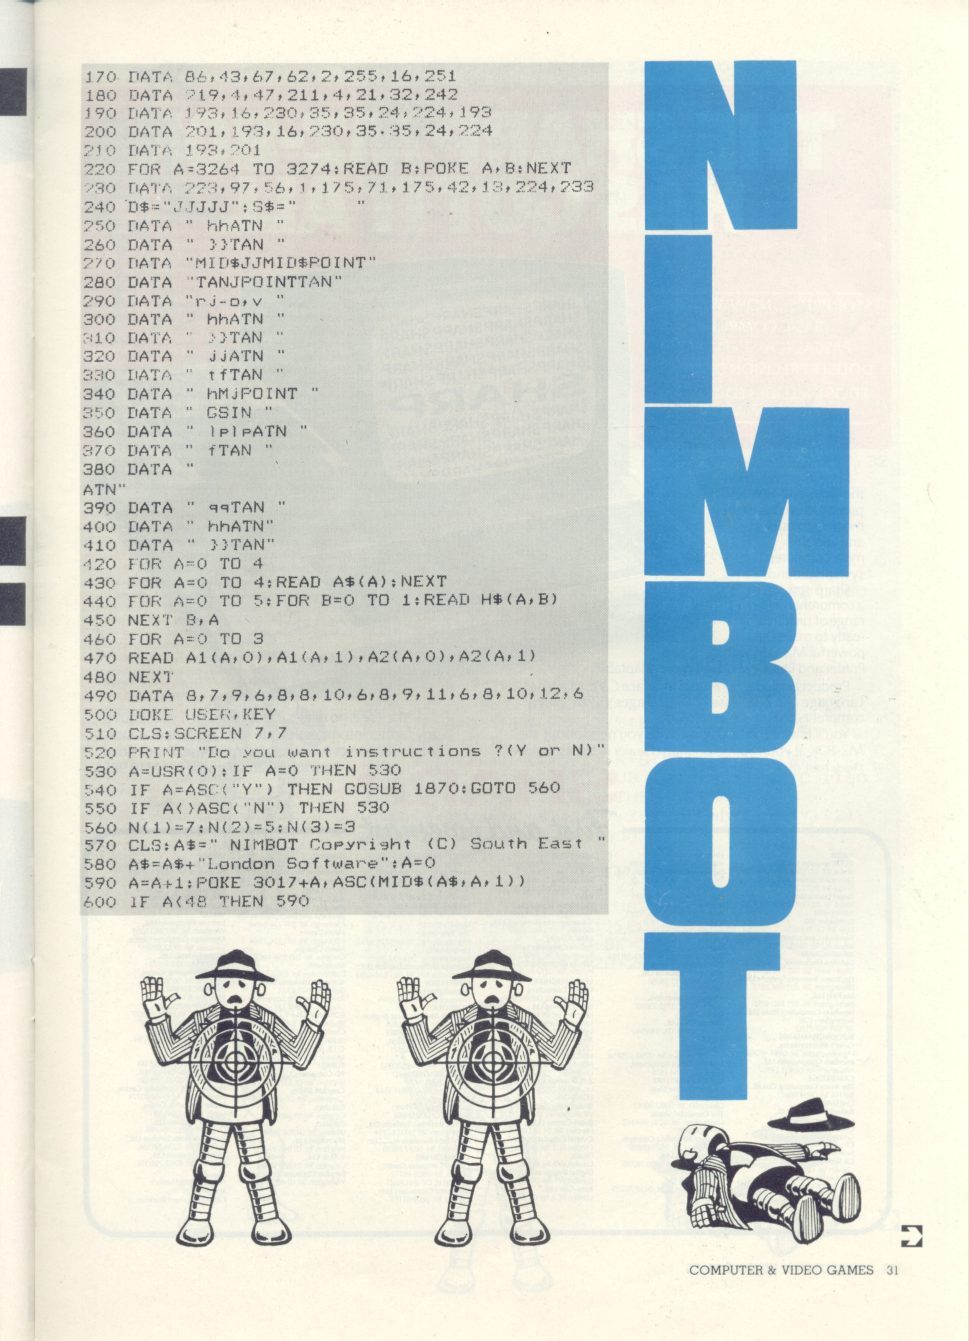 170 DATA 86,43,67,62,2,255,16,251
180 DATA 219,4,47,211,4,21,32,242
190 DATA 193,16,230,35,35,24,224,193
200 DATA 201,193,16,230,35,35,24,224
210 DATA 193,201
220 FOR A=3264 TO 3274:READ B:POKE A,B:NEXT
230 DATA 223,97,56,1,175,71,175,42,13,224,233
240 D$="JJJJJ":S$="        "
250 DATA " hhATN "
260 DATA " }}TAN "
270 DATA "MID$JJMID$POINT"
280 DATA "TANJPOINTTAN"
290 DATA "rj-o,v "
300 DATA " hhATN "
310 DATA " }}TAN "
320 DATA " jjATN "
330 DATA " tfTAN "
340 DATA " hMjPOINT "
350 DATA " GSIN "
360 DATA " lplpATN "
370 DATA " fTAN "
380 DATA "
ATN"
390 DATA " qqTAN "
400 DATA " hhATN"
410 DATA " }}TAN"
420 FOR A=0 TO 4
430 FOR A=0 TO 4:READ A$(A):NEXT
440 FOR A=0 TO 5:FOR B=0 TO 1:READ H$(A,B)
450 NEXT B,A
460 FOR A=0 TO 3
470 READ A1(A,0),A1(A,1),A2(A,0),A2(A,1)
480 NEXT
490 DATA 8,7,9,6,8,8,10,6,8,9,11,6,8,10,12,6
500 DOKE USER,KEY
510 CLS:SCREEN 7,7
520 PRINT "Do you want instructions ?(Y or N)"
530 A=USR(0):IF A=0 THEN 530
540 IF A=ASC("Y") THEN GOSUB 1870:GOTO 560
550 IF A<>ASC("N") THEN 530
560 N(1)=7:N(2)=5:N(3)=3
570 CLS:A$=" NIMBOT Copyright (C) South East "
580 A$=A$+"London Software":A=0
590 A=A+1:POKE 3017+A,ASC(MID$(A$,A,1))
600 IF A<48 THEN 590
NIMBOT
COMPUTER & VIDEO GAMES 31